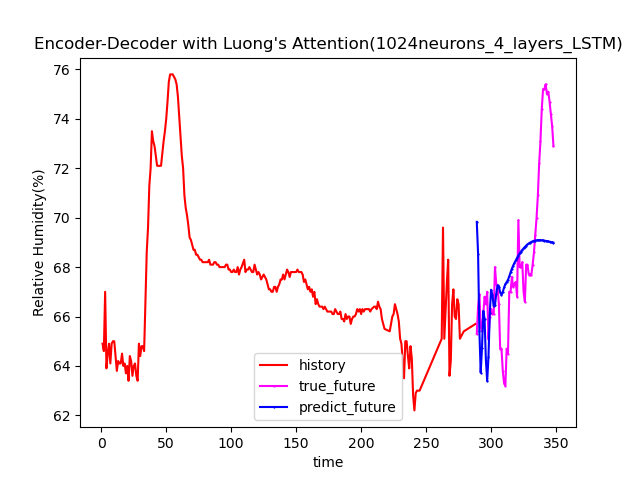 Encoder-Decoder with Luong's Attention(1024neurons_4_layers_LSTM)
Relative Humidity(%)
76
74
72
70
68
66
64
62
history
true_future
predict_future
0 50 100 150 200 250 300 350
time